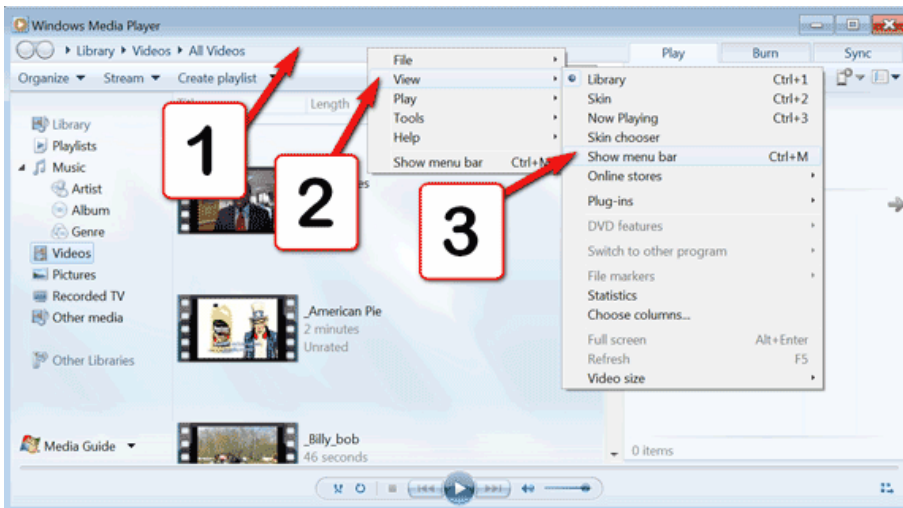 Windows Media Player
Library Videos All Videos
Play Burn Sync
Organize Stream Create playlist
Length
File
View
Play
Tools
Help
Show menu bar Ctrl+M
Library Ctrl+1
Skin Ctrl+2
Now Playing Ctrl+3
Skin chooser
Show menu bar Ctrl+M
Online stores
Plug-ins
DVD features
Switch to other program
File markers
Statistics
Choose columns...
Full screen Alt+Enter
Refresh F5
Video size
1
2
3
Library
Playlists
Music
Artist
Album
Genre
Videos
Pictures
Recorded TV
Other media
Other Libraries
Media Guide
_American Pie
2 minutes
Unrated
_Billy_bob
46 seconds
0 items